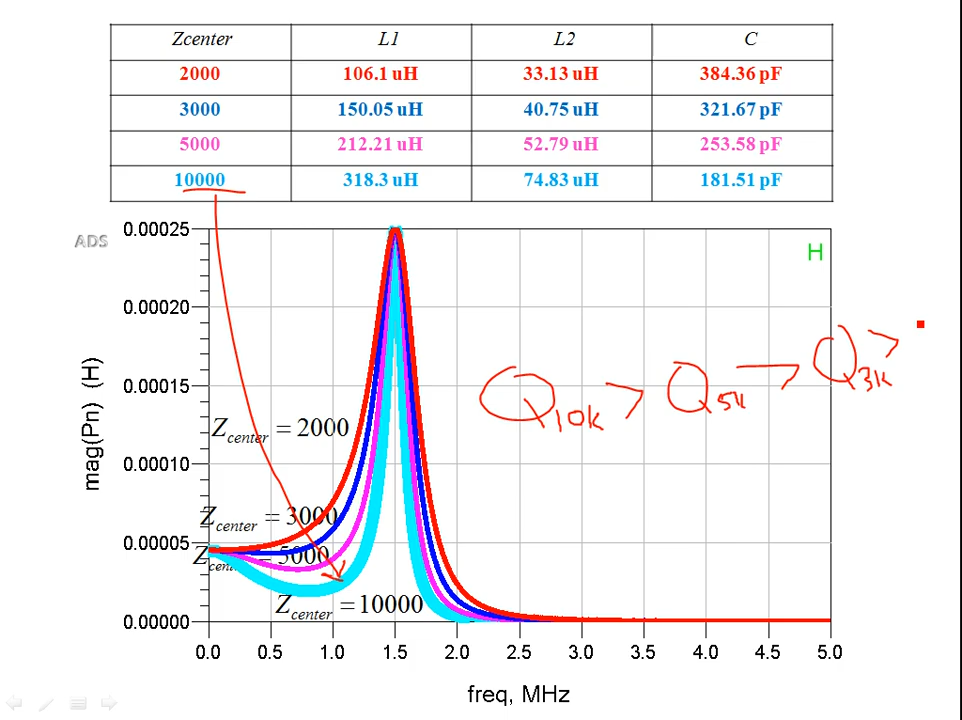 Zcenter L1 L2 C
2000 106.1 uH 33.13 uH 384.36 pF
3000 150.05 uH 40.75 uH 321.67 pF
5000 212.21 uH 52.79 uH 253.58 pF
10000 318.3 uH 74.83 uH 181.51 pF
ADS
H
mag(Pn) (H)
0.00025
0.00020
0.00015
0.00010
0.00005
0.00000
Zcenter = 2000
Zcenter = 3000
Zcenter = 5000
Zcenter = 10000
Q10K > Q5K > Q3K >
0.0 0.5 1.0 1.5 2.0 2.5 3.0 3.5 4.0 4.5 5.0
freq, MHz